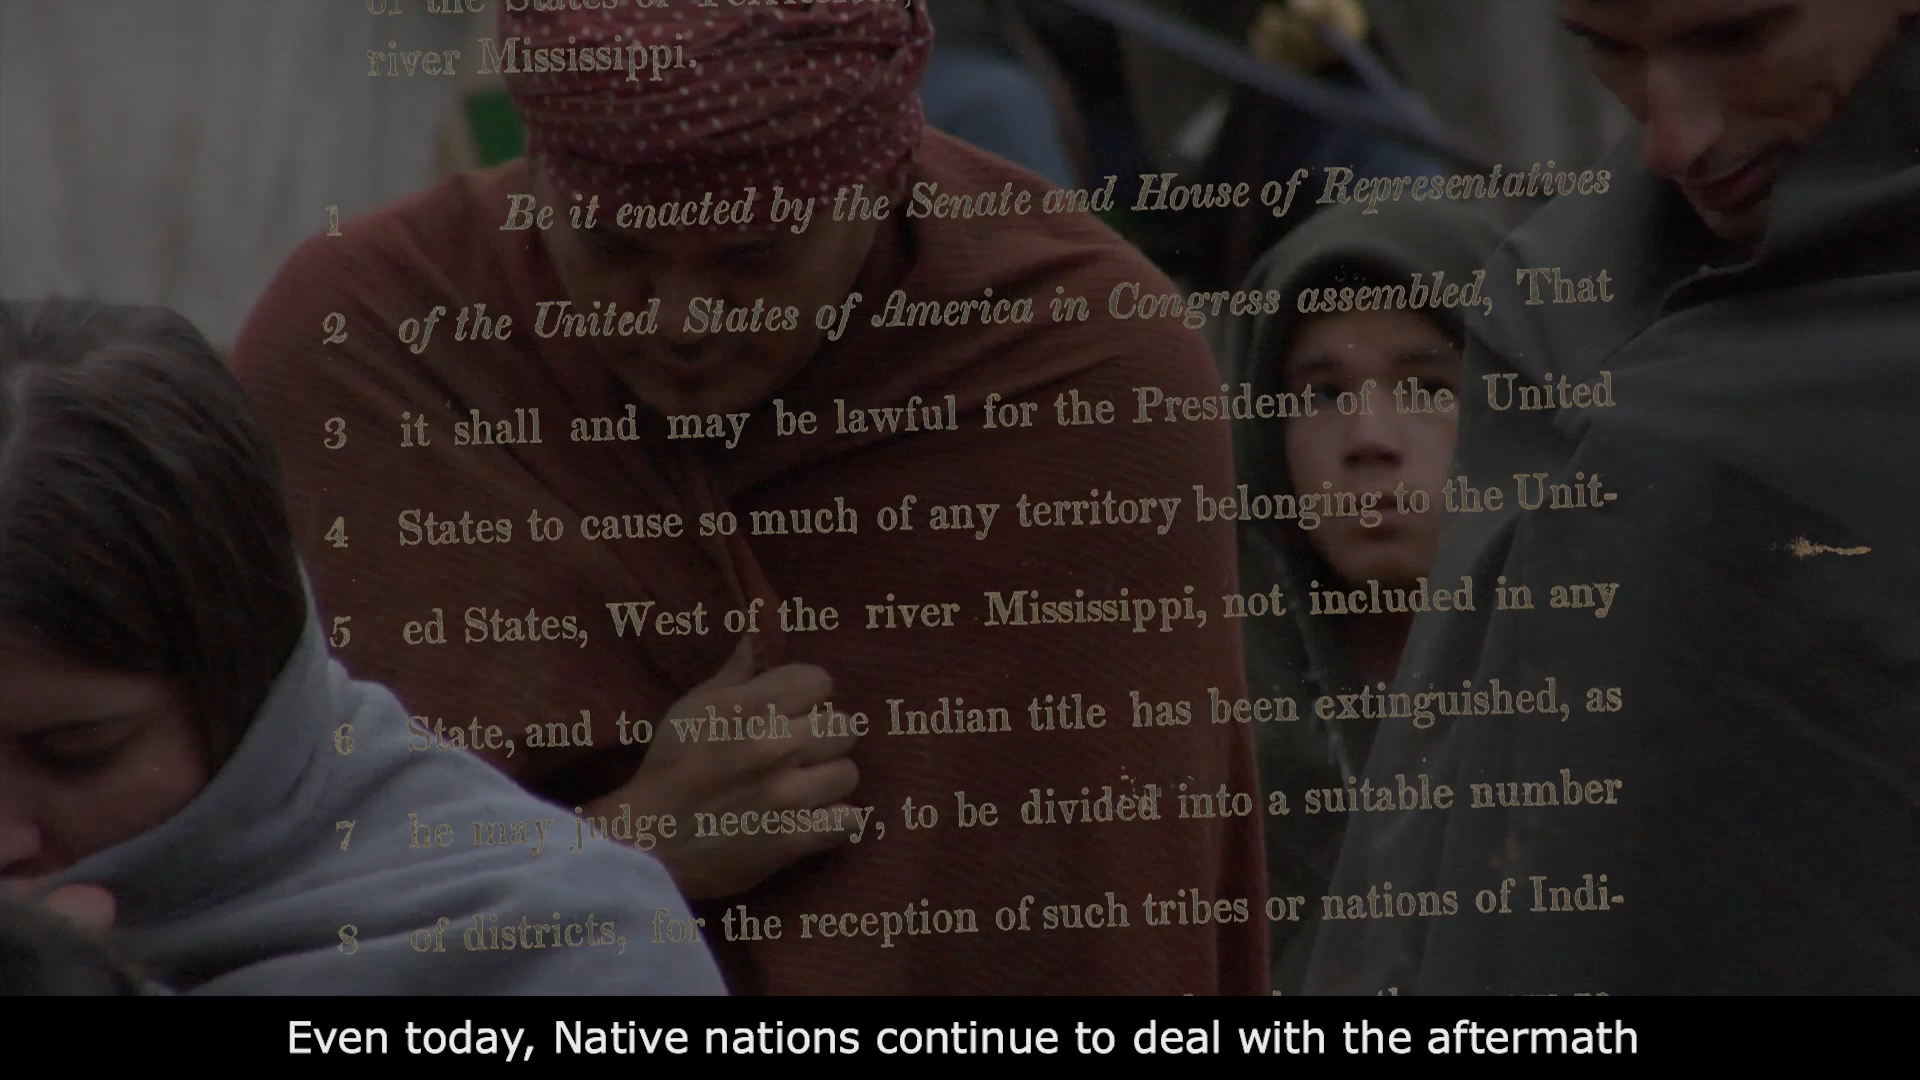 of the States or Territories,
river Mississippi.
1 Be it enacted by the Senate and House of Representatives
2 of the United States of America in Congress assembled, That
3 it shall and may be lawful for the President of the United
4 States to cause so much of any territory belonging to the Unit-
5 ed States, West of the river Mississippi, not included in any
6 State, and to which the Indian title has been extinguished, as
7 he may judge necessary, to be divided into a suitable number
8 of districts, for the reception of such tribes or nations of Indi-
Even today, Native nations continue to deal with the aftermath